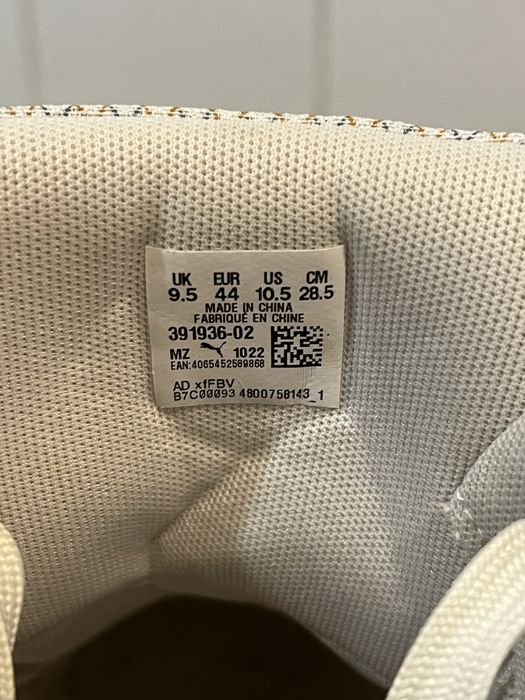 UK EUR US CM
9.5 44 10.5 28.5
MADE IN CHINA
FABRIQUÉ EN CHINE
391936-02
MZ 1022
EAN:4065452589868
AD xfFBV
B7C00093 4800758143_1